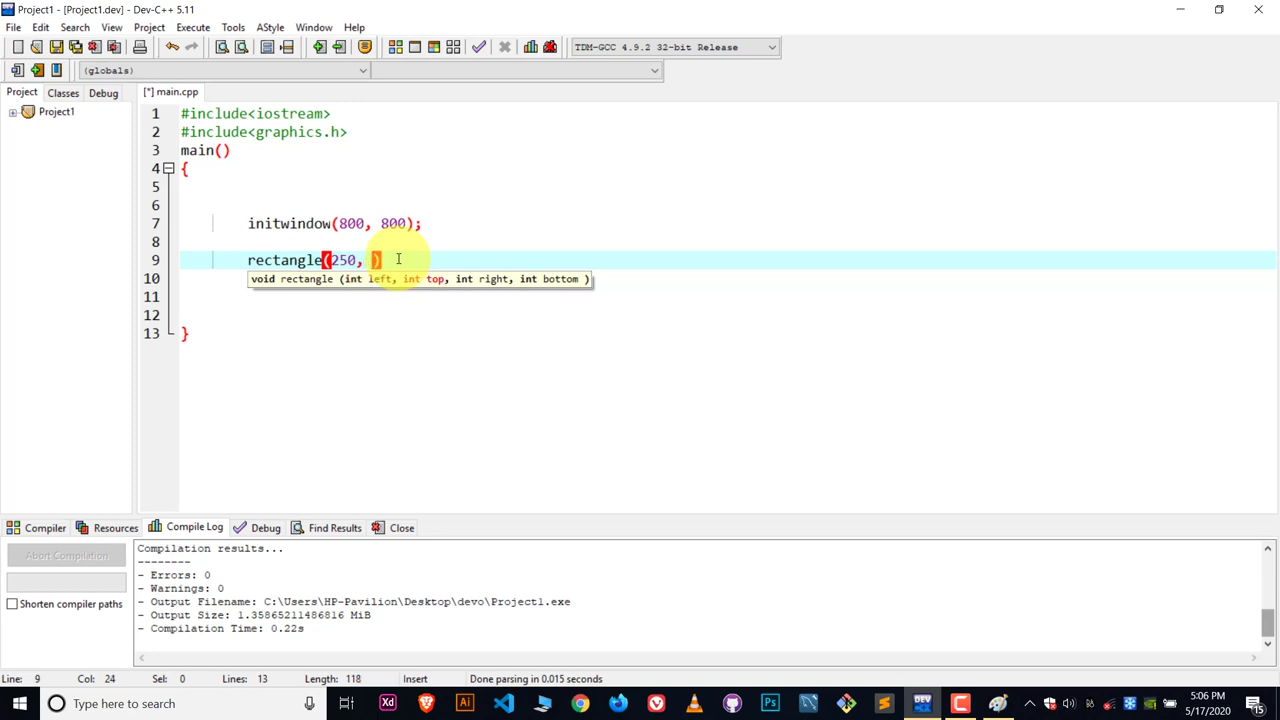 Project1 - [Project1.dev] - Dev-C++ 5.11
File Edit Search View Project Execute Tools AStyle Window Help
TDM-GCC 4.9.2 32-bit Release
(globals)
Project Classes Debug [*] main.cpp
Project1
1 #include<iostream>
2 #include<graphics.h>
3 main()
4 {
5
6
7 initwindow(800, 800);
8
9 rectangle(250, )
10 void rectangle (int left, int top, int right, int bottom )
11
12
13 }
Compiler Resources Compile Log Debug Find Results Close
Abort Compilation
Shorten compiler paths
Compilation results...
--------
- Errors: 0
- Warnings: 0
- Output Filename: C:\Users\HP-Pavilion\Desktop\devo\Project1.exe
- Output Size: 1.35865211486816 MiB
- Compilation Time: 0.22s
Line: 9 Col: 24 Sel: 0 Lines: 13 Length: 118 Insert Done parsing in 0.015 seconds
Type here to search
Xd Ai Ps DEV
5:06 PM
5/17/2020
15